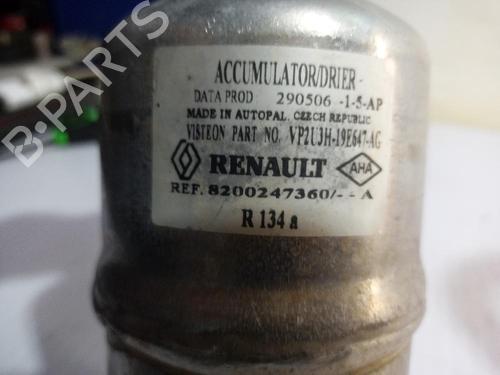 ACCUMULATOR/DRIER
DATA PROD 290506 -1-5-AP
MADE IN AUTOPAL, CZECH REPUBLIC
VISTEON PART NO. VP2U3H-19E647-AG
RENAULT AHA
REF. 8200247360/- - A
R 134 a
B-PARTS